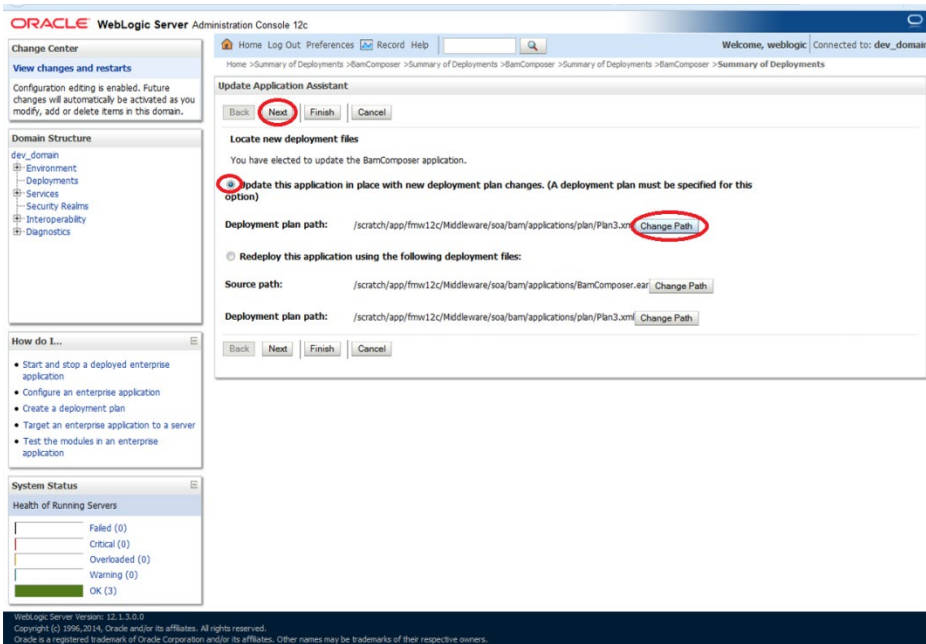 ORACLE WebLogic Server Administration Console 12c
Change Center
View changes and restarts
Configuration editing is enabled. Future
changes will automatically be activated as you
modify, add or delete items in this domain.
Domain Structure
dev_domain
Environment
Deployments
Services
Security Realms
Interoperability
Diagnostics
How do I...
Start and stop a deployed enterprise
application
Configure an enterprise application
Create a deployment plan
Target an enterprise application to a server
Test the modules in an enterprise
application
System Status
Health of Running Servers
Failed (0)
Critical (0)
Overloaded (0)
Warning (0)
OK (3)
Home Log Out Preferences Record Help
Welcome, weblogic Connected to: dev_domain
Home >Summary of Deployments >BamComposer >Summary of Deployments >BamComposer >Summary of Deployments >BamComposer >Summary of Deployments
Update Application Assistant
Back Next Finish Cancel
Locate new deployment files
You have elected to update the BamComposer application.
Update this application in place with new deployment plan changes. (A deployment plan must be specified for this
option)
Deployment plan path: /scratch/app/fmw12c/Middleware/soa/bam/applications/plan/Plan3.xml Change Path
Redeploy this application using the following deployment files:
Source path: /scratch/app/fmw12c/Middleware/soa/bam/applications/BamComposer.ear Change Path
Deployment plan path: /scratch/app/fmw12c/Middleware/soa/bam/applications/plan/Plan3.xml Change Path
Back Next Finish Cancel
WebLogic Server Version: 12.1.3.0.0
Copyright (c) 1996,2014, Oracle and/or its affiliates. All rights reserved.
Oracle is a registered trademark of Oracle Corporation and/or its affiliates. Other names may be trademarks of their respective owners.